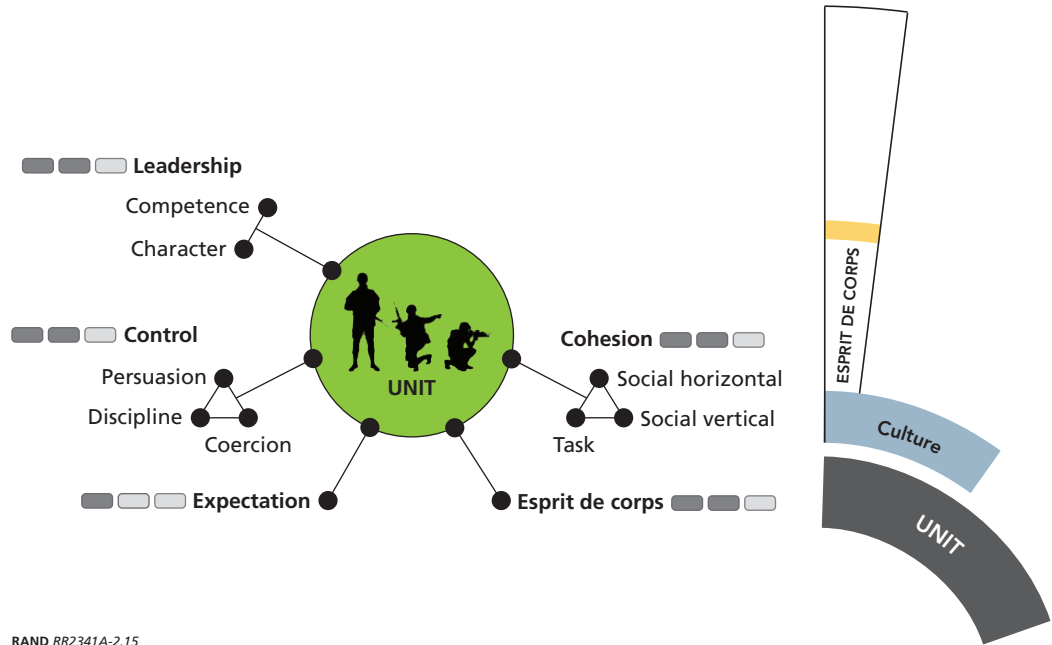 Leadership
Competence
Character
Control
Persuasion
Discipline
Coercion
Expectation
UNIT
Cohesion
Social horizontal
Social vertical
Task
Esprit de corps
ESPRIT DE CORPS
Culture
UNIT
RAND RR2341A-2.15